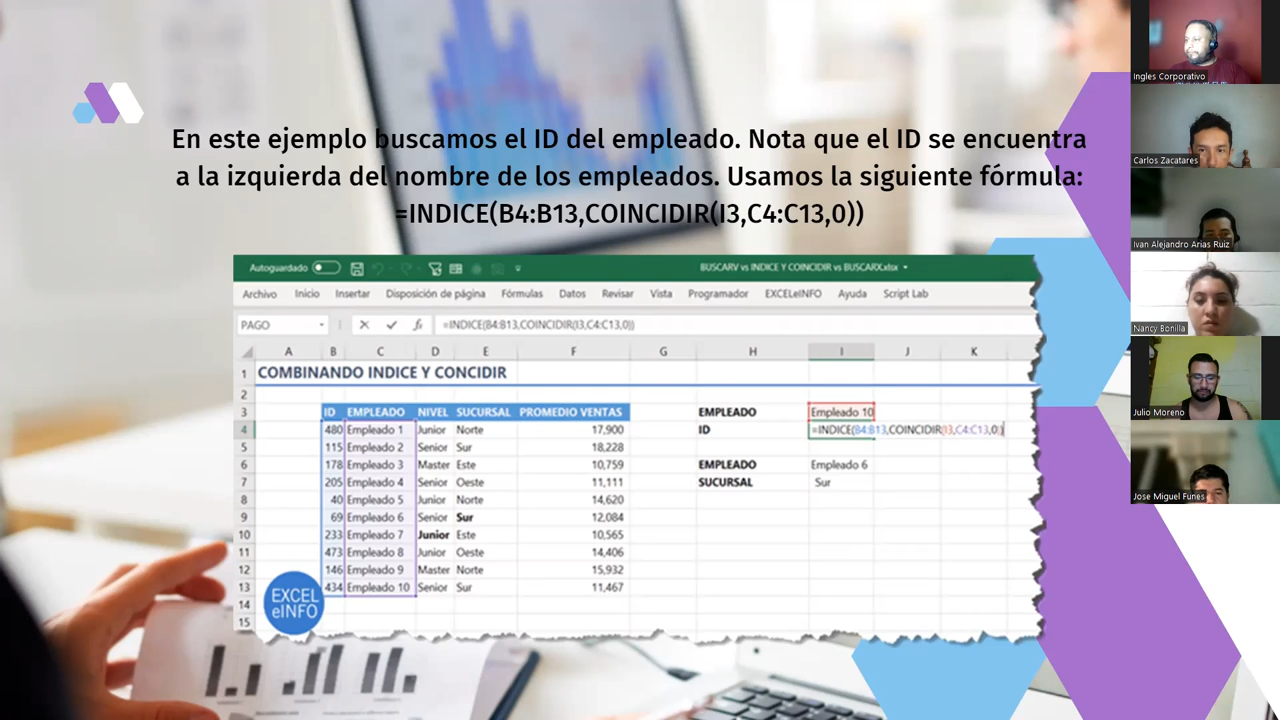 En este ejemplo buscamos el ID del empleado. Nota que el ID se encuentra
a la izquierda del nombre de los empleados. Usamos la siguiente fórmula:
=INDICE(B4:B13,COINCIDIR(I3,C4:C13,0))
Autoguardado
BUSCARV vs INDICE Y COINCIDIR vs BUSCARX.xlsx
Archivo Inicio Insertar Disposición de página Fórmulas Datos Revisar Vista Programador EXCELeINFO Ayuda Script Lab
PAGO fx =INDICE(B4:B13,COINCIDIR(I3,C4:C13,0))
A B C D E F G H I J K
1 COMBINANDO INDICE Y CONCIDIR
2
3 ID EMPLEADO NIVEL SUCURSAL PROMEDIO VENTAS EMPLEADO Empleado 10
4 480 Empleado 1 Junior Norte 17,900 ID =INDICE(B4:B13,COINCIDIR(I3,C4:C13,0))
5 115 Empleado 2 Senior Sur 18,228
6 178 Empleado 3 Master Este 10,759 EMPLEADO Empleado 6
7 205 Empleado 4 Senior Oeste 11,111 SUCURSAL Sur
8 40 Empleado 5 Junior Norte 14,620
9 69 Empleado 6 Senior Sur 12,084
10 233 Empleado 7 Junior Este 10,565
11 473 Empleado 8 Junior Oeste 14,406
12 146 Empleado 9 Master Norte 15,932
13 434 Empleado 10 Senior Sur 11,467
14
15
EXCEL
eINFO
Ingles Corporativo
Carlos Zacatares
Ivan Alejandro Arias Ruiz
Nancy Bonilla
Julio Moreno
Jose Miguel Funes